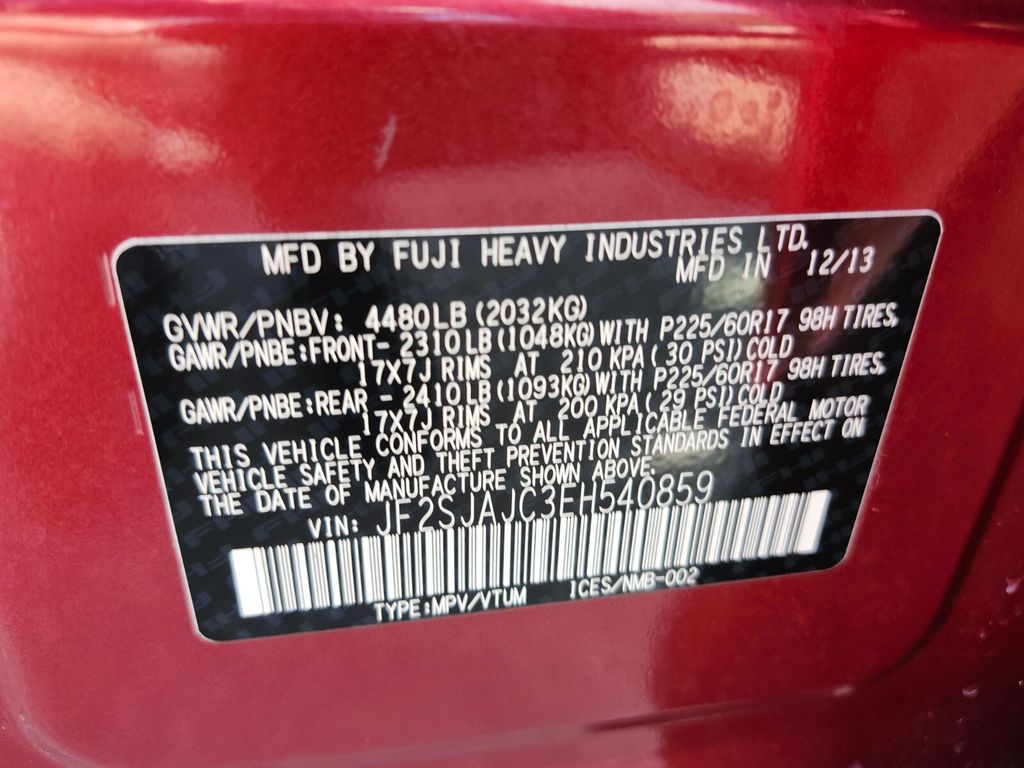 MFD BY FUJI HEAVY INDUSTRIES LTD.
MFD IN 12/13
GVWR/PNBV: 4480LB (2032KG)
GAWR/PNBE:FRONT- 2310LB (1048KG) WITH P225/60R17 98H TIRES,
17X7J RIMS AT 210 KPA ( 30 PSI) COLD
GAWR/PNBE:REAR - 2410LB (1093KG) WITH P225/60R17 98H TIRES,
17X7J RIMS AT 200 KPA ( 29 PSI) COLD
THIS VEHICLE CONFORMS TO ALL APPLICABLE FEDERAL MOTOR
VEHICLE SAFETY AND THEFT PREVENTION STANDARDS IN EFFECT ON
THE DATE OF MANUFACTURE SHOWN ABOVE.
VIN: JF2SJAJC3EH540859
TYPE:MPV/VTUM ICES/NMB-002